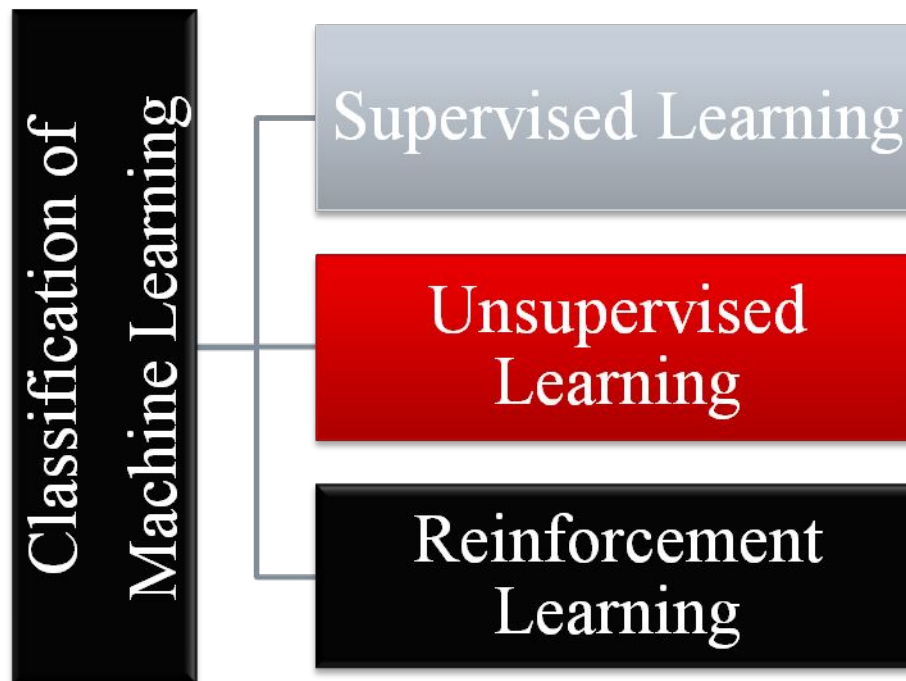 Classification of
Machine Learning
Supervised Learning
Unsupervised
Learning
Reinforcement
Learning